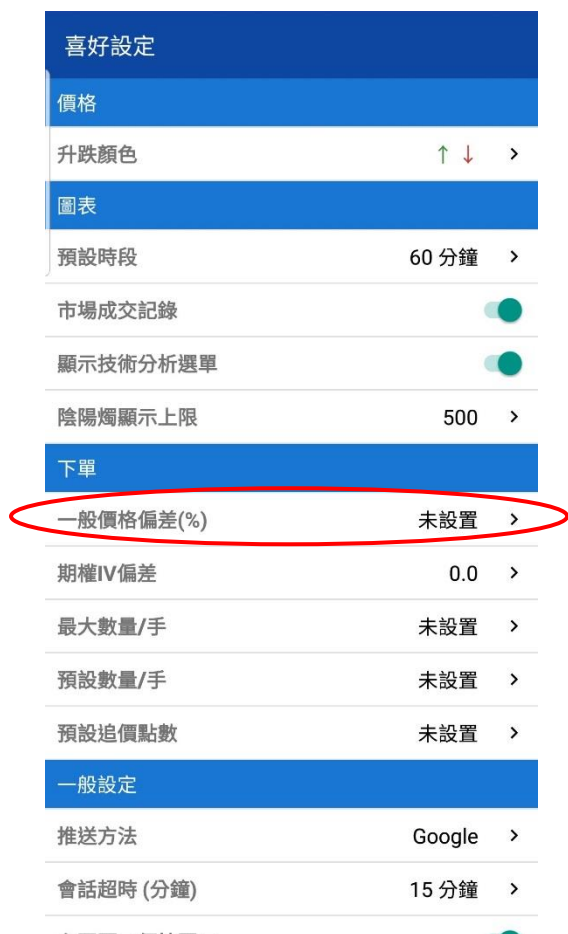 喜好設定
價格
升跌顏色 ↑ ↓ >
圖表
預設時段 60 分鐘 >
市場成交記錄
顯示技術分析選單
陰陽燭顯示上限 500 >
下單
一般價格偏差(%) 未設置 >
期權IV偏差 0.0 >
最大數量/手 未設置 >
預設數量/手 未設置 >
預設追價點數 未設置 >
一般設定
推送方法 Google >
會話超時 (分鐘) 15 分鐘 >